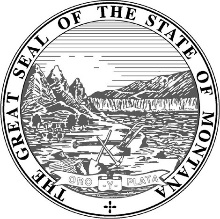 THE GREAT SEAL OF THE STATE OF MONTANA
ORO Y PLATA